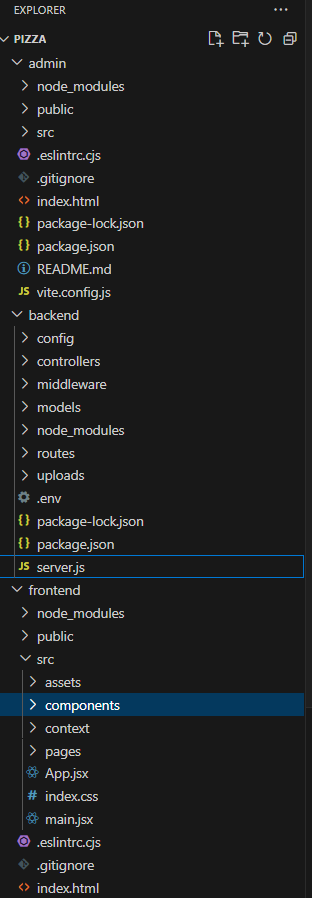 EXPLORER
PIZZA
admin
node_modules
public
src
.eslintrc.cjs
.gitignore
index.html
package-lock.json
package.json
README.md
vite.config.js
backend
config
controllers
middleware
models
node_modules
routes
uploads
.env
package-lock.json
package.json
server.js
frontend
node_modules
public
src
assets
components
context
pages
App.jsx
index.css
main.jsx
.eslintrc.cjs
.gitignore
index.html